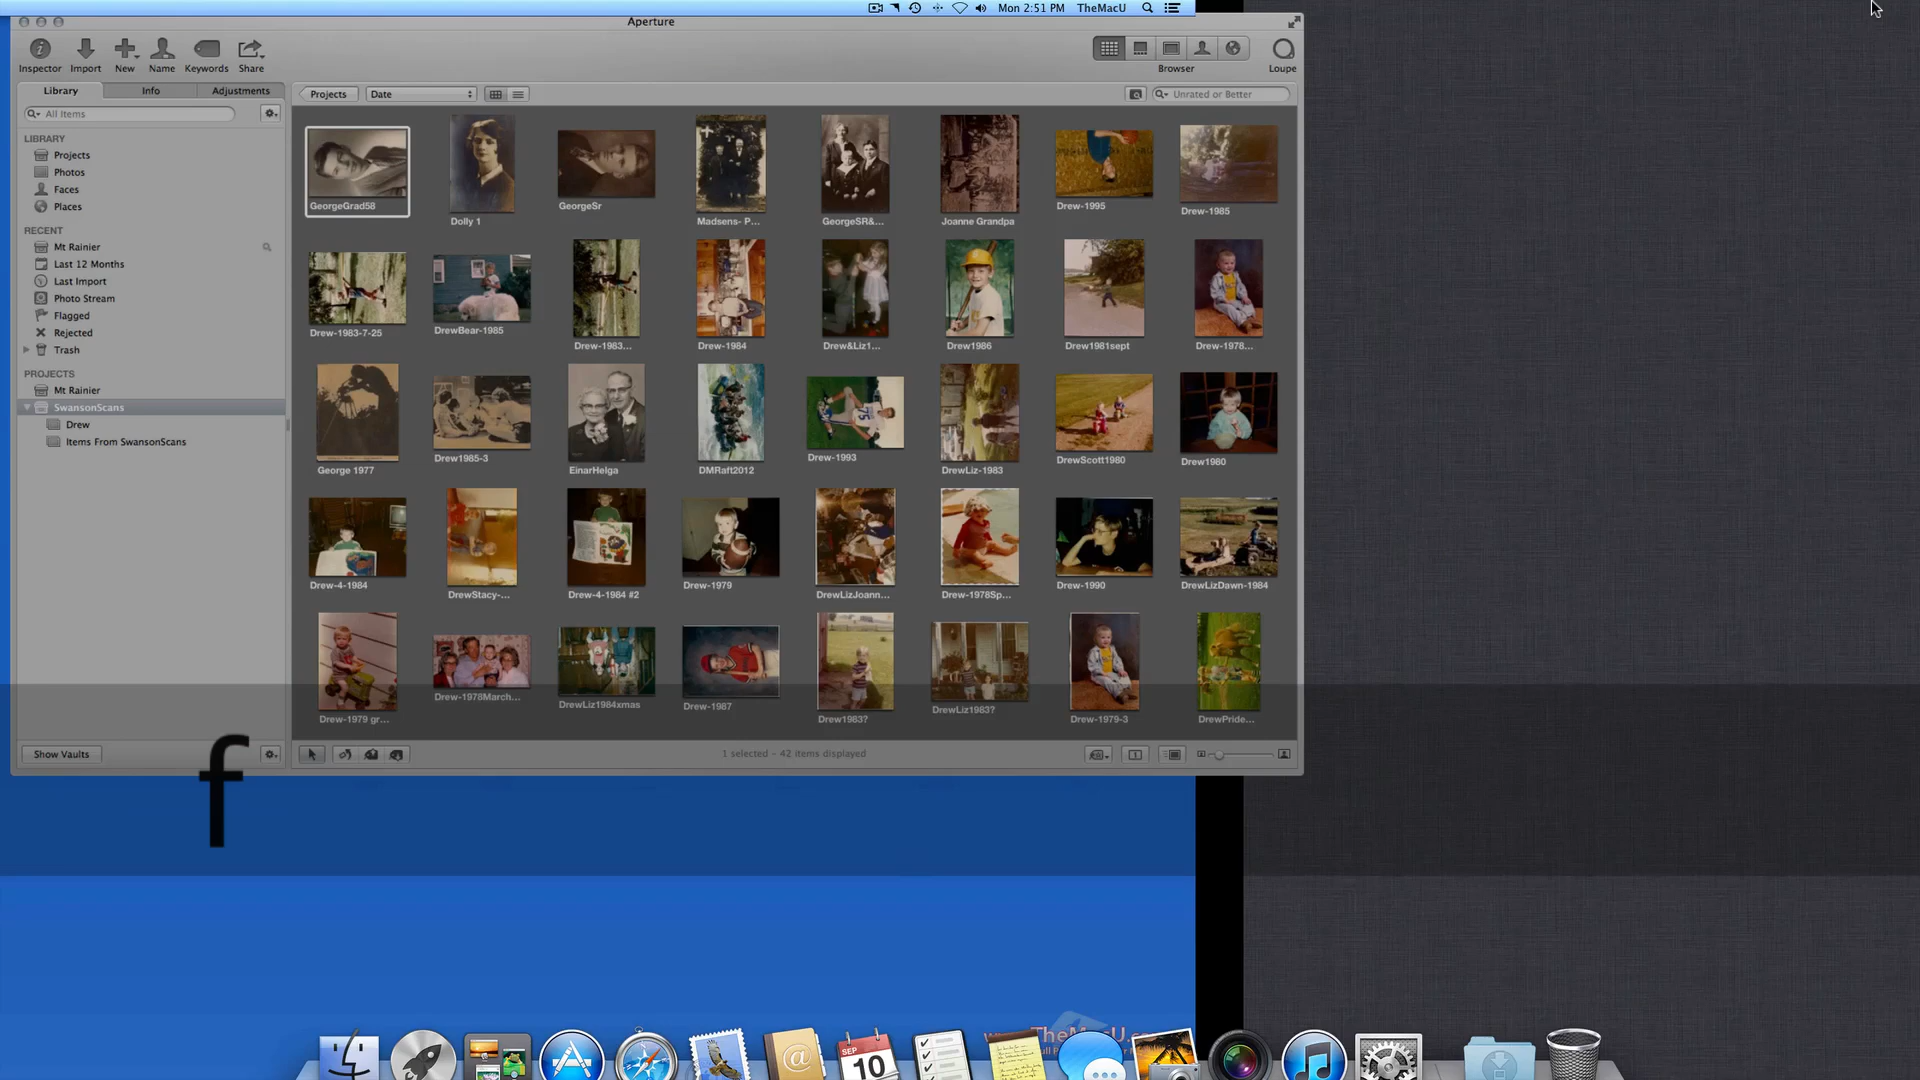 Mon 2:51 PM TheMacU
Aperture
Inspector Import New Name Keywords Share
Browser Loupe
Library Info Adjustments
Projects Date Unrated or Better
All Items
LIBRARY
Projects
Photos
Faces
Places
RECENT
Mt Rainier
Last 12 Months
Last Import
Photo Stream
Flagged
Rejected
Trash
PROJECTS
Mt Rainier
SwansonScans
Drew
Items From SwansonScans
GeorgeGrad58 Dolly 1 GeorgeSr Madsens- P... GeorgeSR&... Joanne Grandpa Drew-1995 Drew-1985
Drew-1983-7-25 DrewBear-1985 Drew-1983... Drew-1984 Drew&Liz1... Drew1986 Drew1981sept Drew-1978...
George 1977 Drew1985-3 EinarHelga DMRaft2012 Drew-1993 DrewLiz-1983 DrewScott1980 Drew1980
Drew-4-1984 DrewStacy-... Drew-4-1984 #2 Drew-1979 DrewLizJoann... Drew-1978Sp... Drew-1990 DrewLizDawn-1984
Drew-1979 gr... Drew-1978March... DrewLiz1984xmas Drew-1987 Drew1983? DrewLiz1983? Drew-1979-3 DrewPride...
Show Vaults 1 selected - 42 items displayed
f
TheMacU
SEP
10